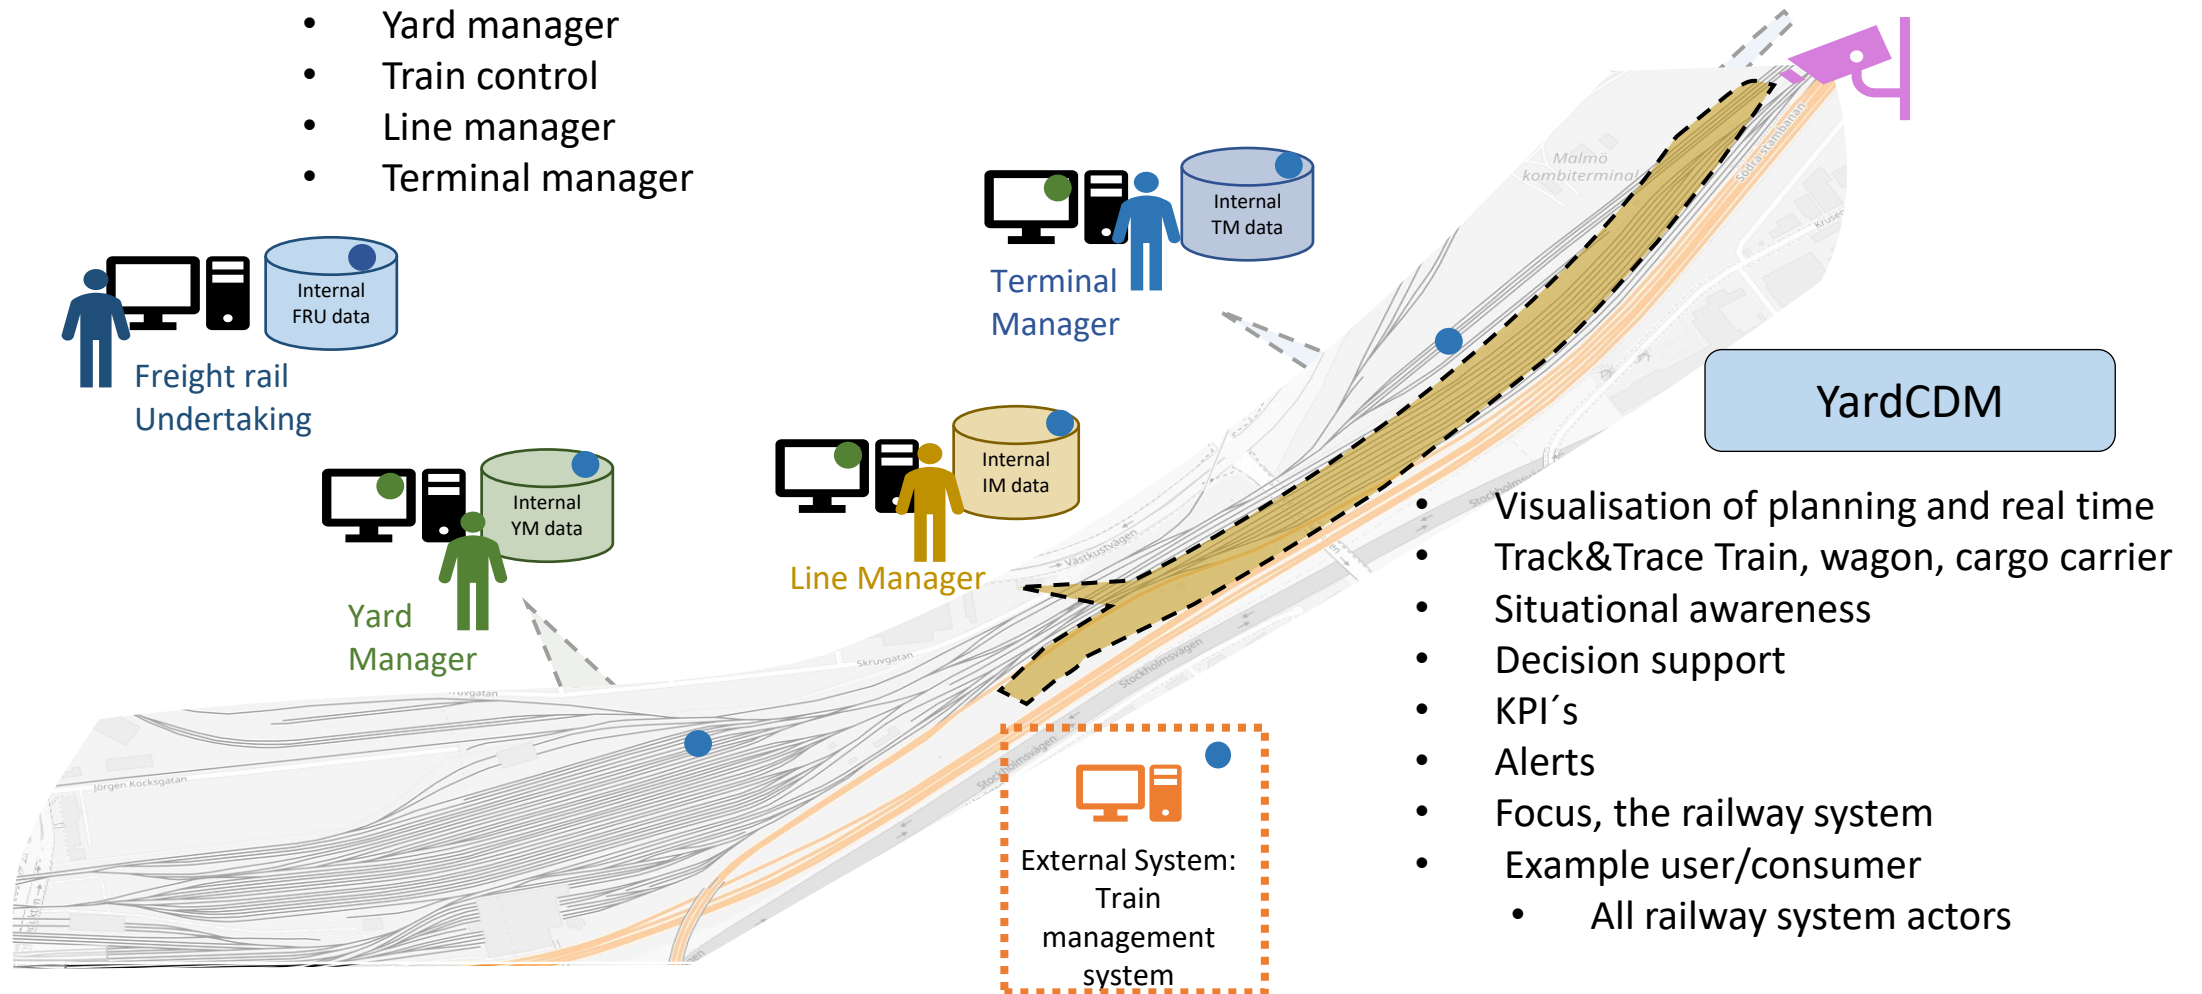 • Yard manager
• Train control
• Line manager
• Terminal manager
Malmö
kombiterminal
Södra stambanan
Internal
TM data
Terminal
Manager
Internal
FRU data
Freight rail
Undertaking
YardCDM
Internal
YM data
Yard
Manager
Internal
IM data
Line Manager
Västkustvägen
Skruvgatan
Stockholmsvägen
Stockholmsvägen
Jörgen Kocksgatan
External System:
Train
management
system
• Visualisation of planning and real time
• Track&Trace Train, wagon, cargo carrier
• Situational awareness
• Decision support
• KPI´s
• Alerts
• Focus, the railway system
• Example user/consumer
• All railway system actors